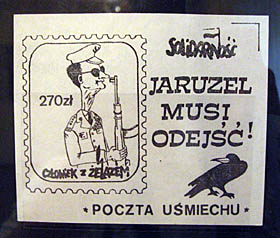 SOLIDARNOŚĆ
270zł
JARUZEL
MUSI
ODEJŚĆ!
CZŁOWIEK Z ŻELAZEM
* POCZTA UŚMIECHU *